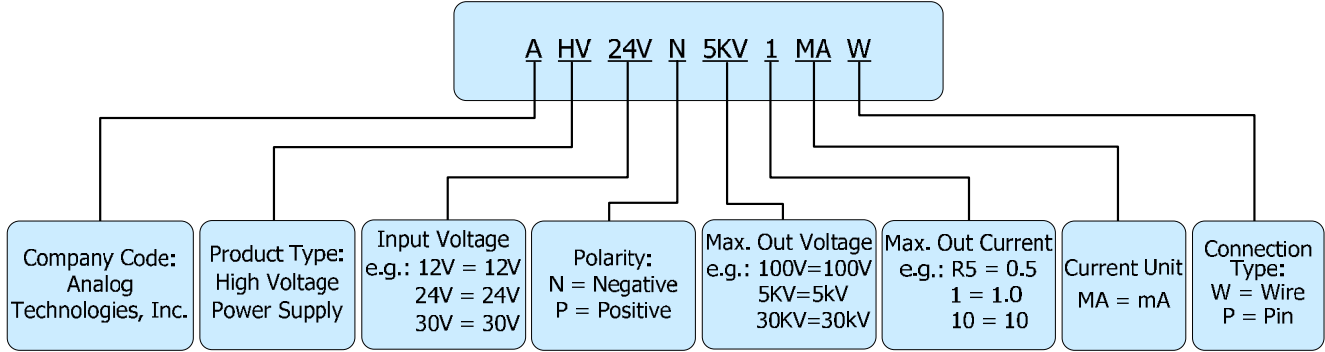 A HV 24V N 5KV 1 MA W
Company Code:
Analog
Technologies, Inc.
Product Type:
High Voltage
Power Supply
Input Voltage
e.g.: 12V = 12V
24V = 24V
30V = 30V
Polarity:
N = Negative
P = Positive
Max. Out Voltage
e.g.: 100V=100V
5KV=5kV
30KV=30kV
Max. Out Current
e.g.: R5 = 0.5
1 = 1.0
10 = 10
Current Unit
MA = mA
Connection
Type:
W = Wire
P = Pin